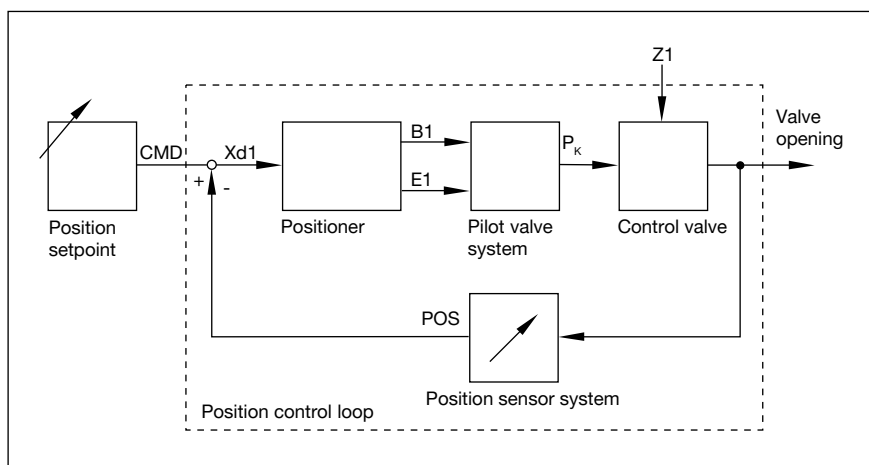 Z1
Valve
opening
CMD
Xd1
B1
P_K
+
-
E1
Position
setpoint
Positioner
Pilot valve
system
Control valve
POS
Position sensor system
Position control loop